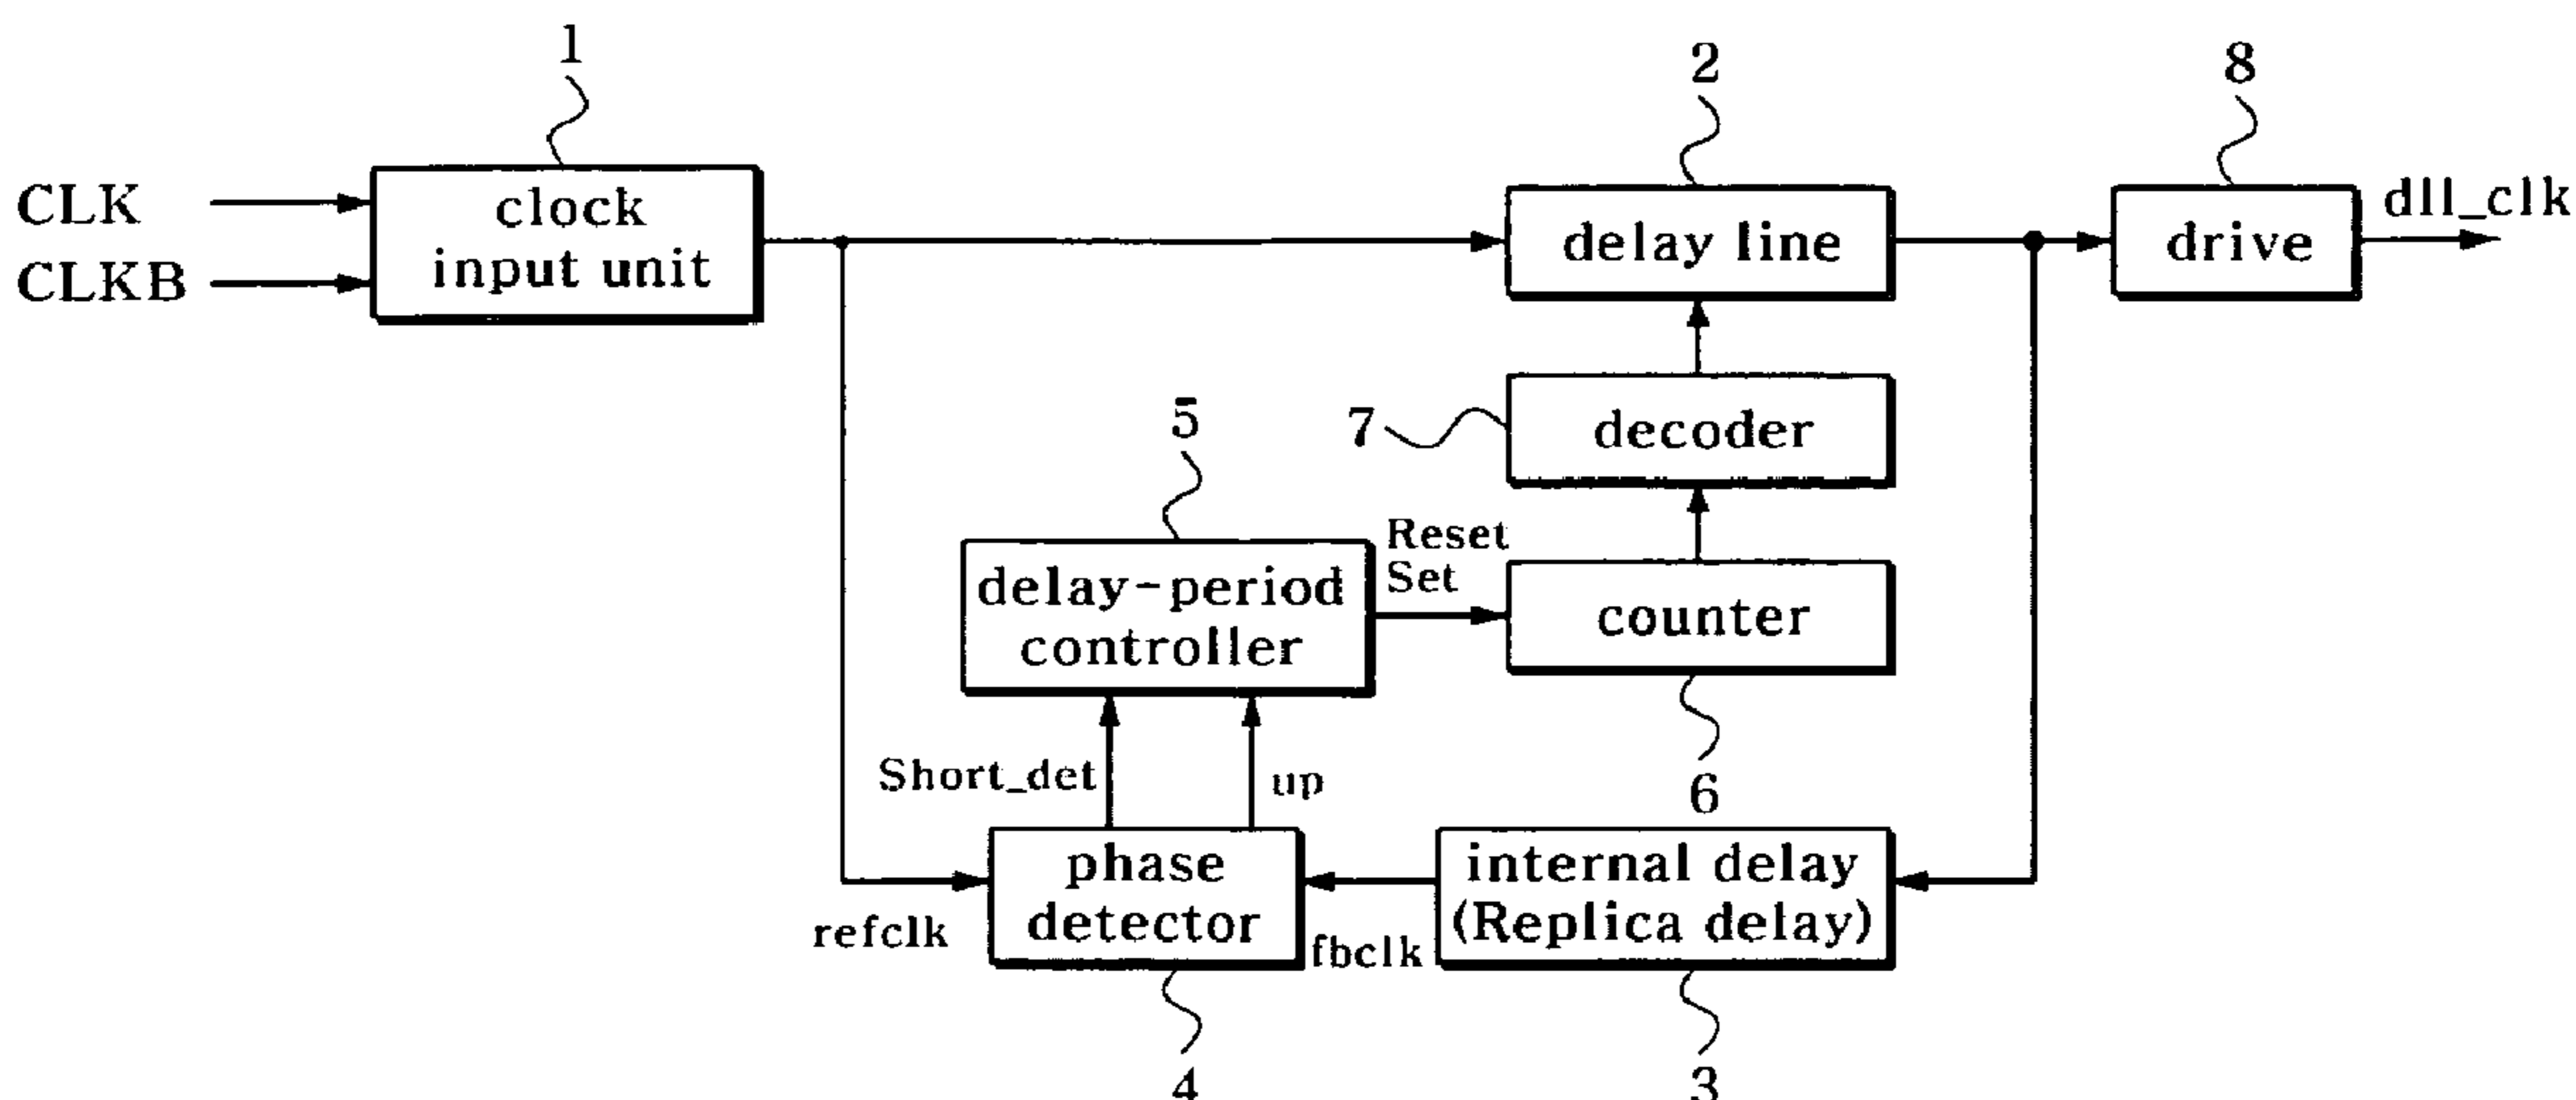 1
2
8
CLK
CLKB
clock
input unit
delay line
drive
dll_clk
7
decoder
5
delay-period
controller
Reset
Set
counter
6
Short_det
up
refclk
phase
detector
fbclk
internal delay
(Replica delay)
4
3